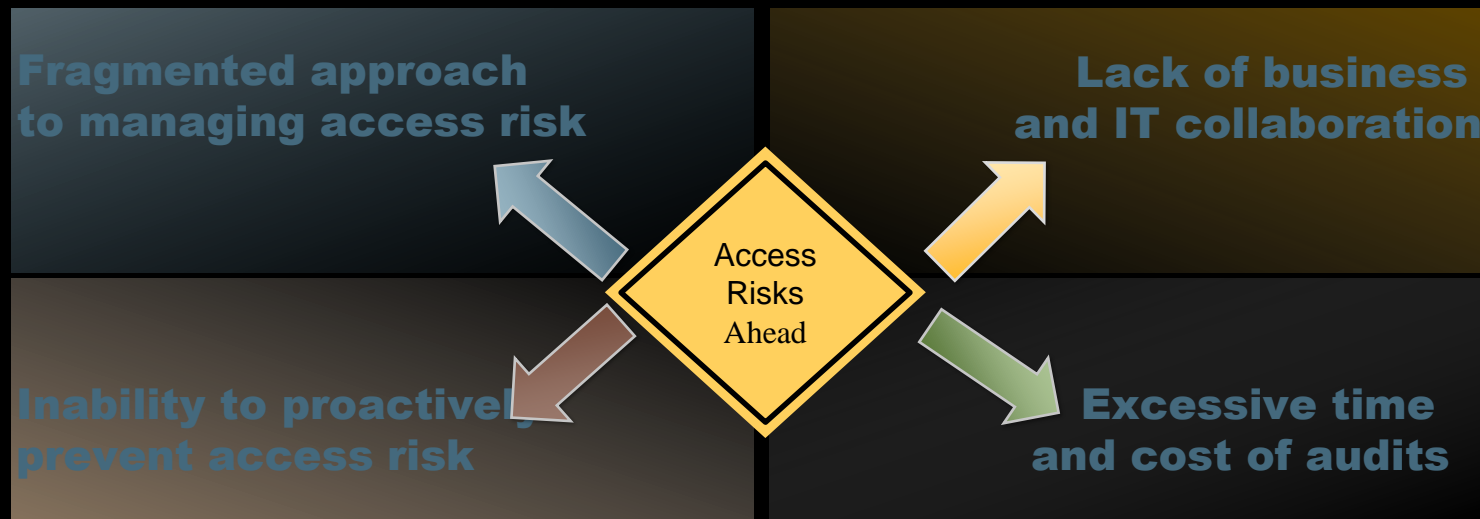 Fragmented approach
to managing access risk
Lack of business
and IT collaboration
Access
Risks
Ahead
Inability to proactively
prevent access risk
Excessive time
and cost of audits